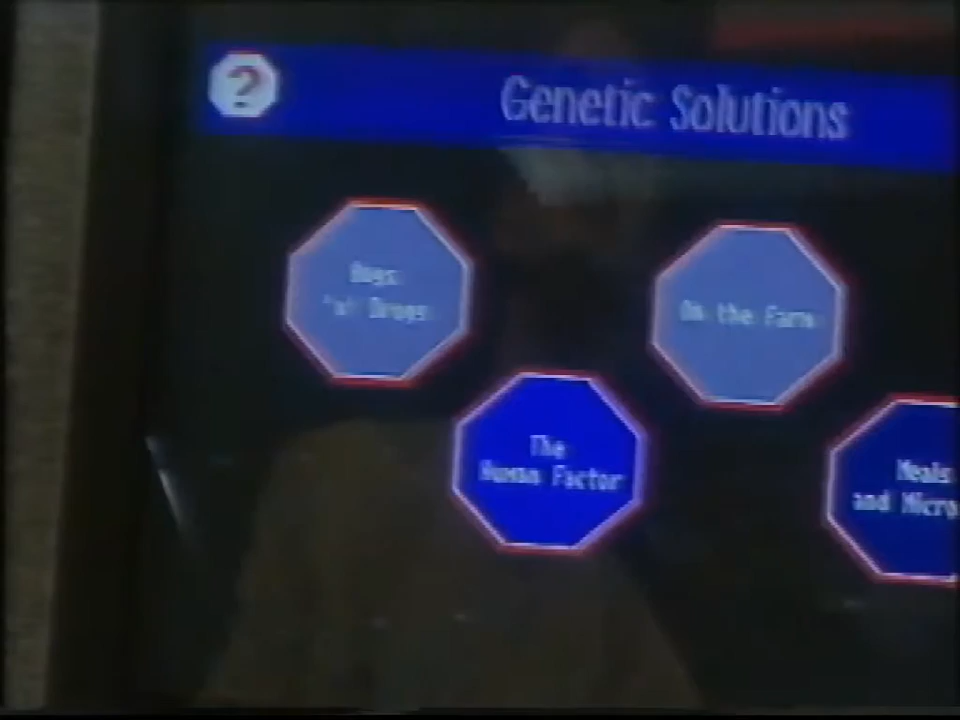 ?
Genetic Solutions
Bugs
'n' Drugs
On the Farm
The
Human Factor
Meals
and Micro